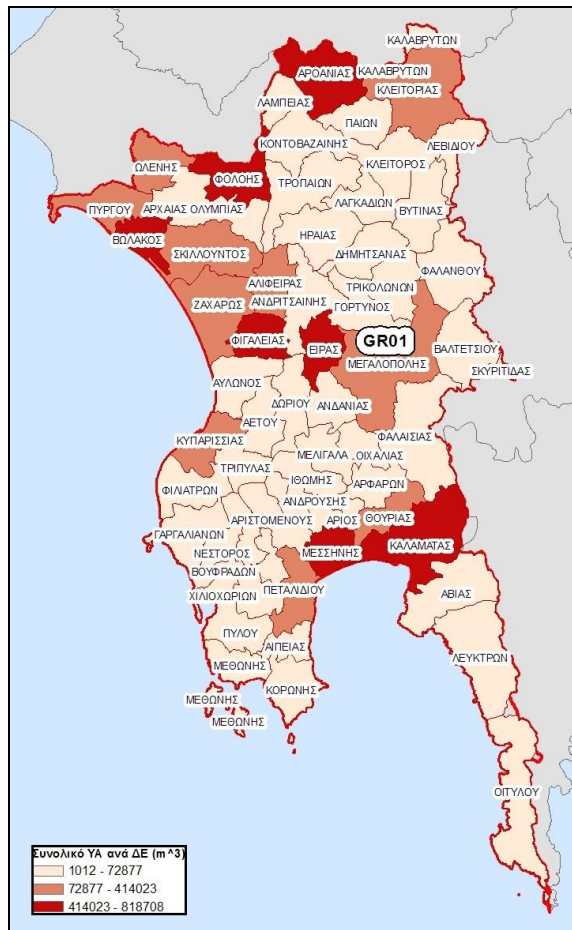 ΚΑΛΑΒΡΥΤΩΝ
ΑΡΟΑΝΙΑΣ
ΚΑΛΑΒΡΥΤΩΝ
ΚΛΕΙΤΟΡΙΑΣ
ΛΑΜΠΕΙΑΣ
ΠΑΙΩΝ
ΚΟΝΤΟΒΑΖΑΙΝΗΣ
ΛΕΒΙΔΙΟΥ
ΩΛΕΝΗΣ
ΚΛΕΙΤΟΡΟΣ
ΦΟΛΟΗΣ
ΤΡΟΠΑΙΩΝ
ΛΑΓΚΑΔΙΩΝ
ΒΥΤΙΝΑΣ
ΠΥΡΓΟΥ
ΑΡΧΑΙΑΣ ΟΛΥΜΠΙΑΣ
ΗΡΑΙΑΣ
ΒΩΛΑΚΟΣ
ΣΚΙΛΛΟΥΝΤΟΣ
ΔΗΜΗΤΣΑΝΑΣ
ΦΑΛΑΝΘΟΥ
ΑΛΙΦΕΙΡΑΣ
ΤΡΙΚΟΛΩΝΩΝ
ΖΑΧΑΡΩΣ
ΑΝΔΡΙΤΣΑΙΝΗΣ
ΓΟΡΤΥΝΟΣ
ΦΙΓΑΛΕΙΑΣ
ΕΙΡΑΣ
GR01
ΒΑΛΤΕΤΣΙΟΥ
ΜΕΓΑΛΟΠΟΛΗΣ
ΣΚΥΡΙΤΙΔΑΣ
ΑΥΛΩΝΟΣ
ΔΩΡΙΟΥ
ΑΝΔΑΝΙΑΣ
ΑΕΤΟΥ
ΚΥΠΑΡΙΣΣΙΑΣ
ΦΑΛΑΙΣΙΑΣ
ΜΕΛΙΓΑΛΑ
ΟΙΧΑΛΙΑΣ
ΤΡΙΠΥΛΑΣ
ΙΘΩΜΗΣ
ΑΡΦΑΡΩΝ
ΦΙΛΙΑΤΡΩΝ
ΑΝΔΡΟΥΣΗΣ
ΑΡΙΣΤΟΜΕΝΟΥΣ
ΑΡΙΟΣ
ΘΟΥΡΙΑΣ
ΓΑΡΓΑΛΙΑΝΩΝ
ΝΕΣΤΟΡΟΣ
ΜΕΣΣΗΝΗΣ
ΚΑΛΑΜΑΤΑΣ
ΒΟΥΦΡΑΔΩΝ
ΠΕΤΑΛΙΔΙΟΥ
ΧΙΛΙΟΧΩΡΙΩΝ
ΑΒΙΑΣ
ΠΥΛΟΥ
ΑΙΠΕΙΑΣ
ΛΕΥΚΤΡΩΝ
ΜΕΘΩΝΗΣ
ΚΟΡΩΝΗΣ
ΜΕΘΩΝΗΣ
ΜΕΘΩΝΗΣ
ΟΙΤΥΛΟΥ
Συνολικό ΥΑ ανά ΔΕ (m^3)
1012 - 72877
72877 - 414023
414023 - 818708